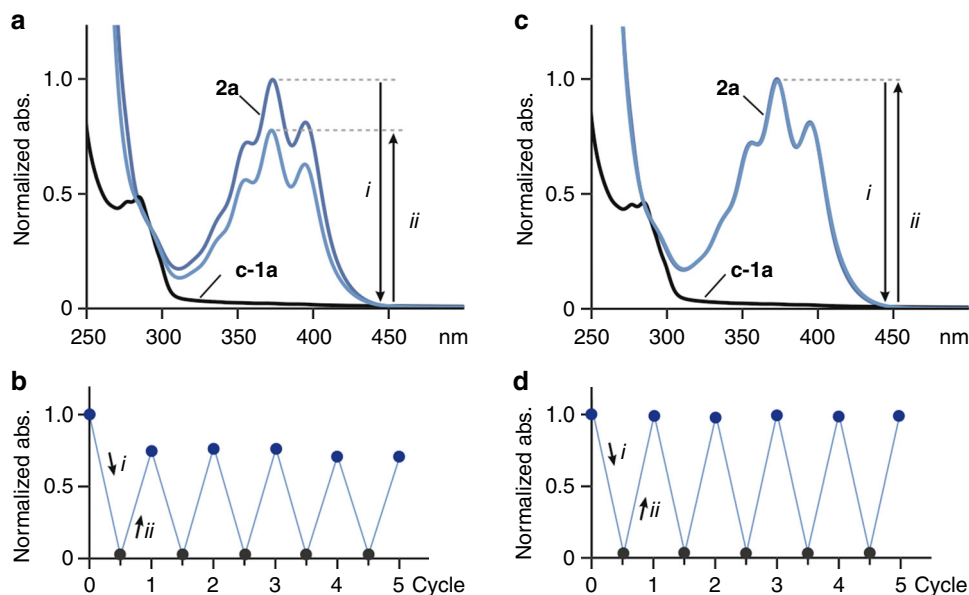 a
Normalized abs.
1.0
0.5
0
2a
c-1a
i
ii
250 300 350 400 450 nm
c
Normalized abs.
1.0
0.5
0
2a
c-1a
i
ii
250 300 350 400 450 nm
b
Normalized abs.
1.0
0.5
0
i
ii
0 1 2 3 4 5 Cycle
d
Normalized abs.
1.0
0.5
0
i
ii
0 1 2 3 4 5 Cycle